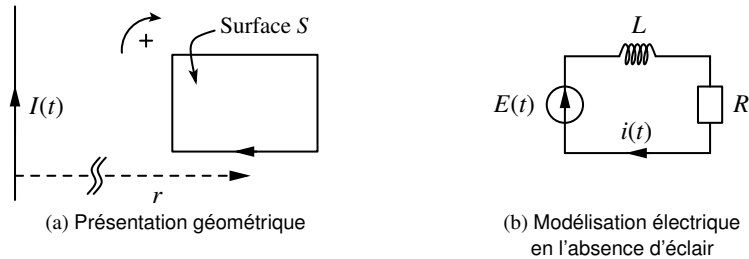 Surface S
+
I(t)
r
(a) Présentation géométrique
L
E(t)
R
i(t)
(b) Modélisation électrique
en l'absence d'éclair